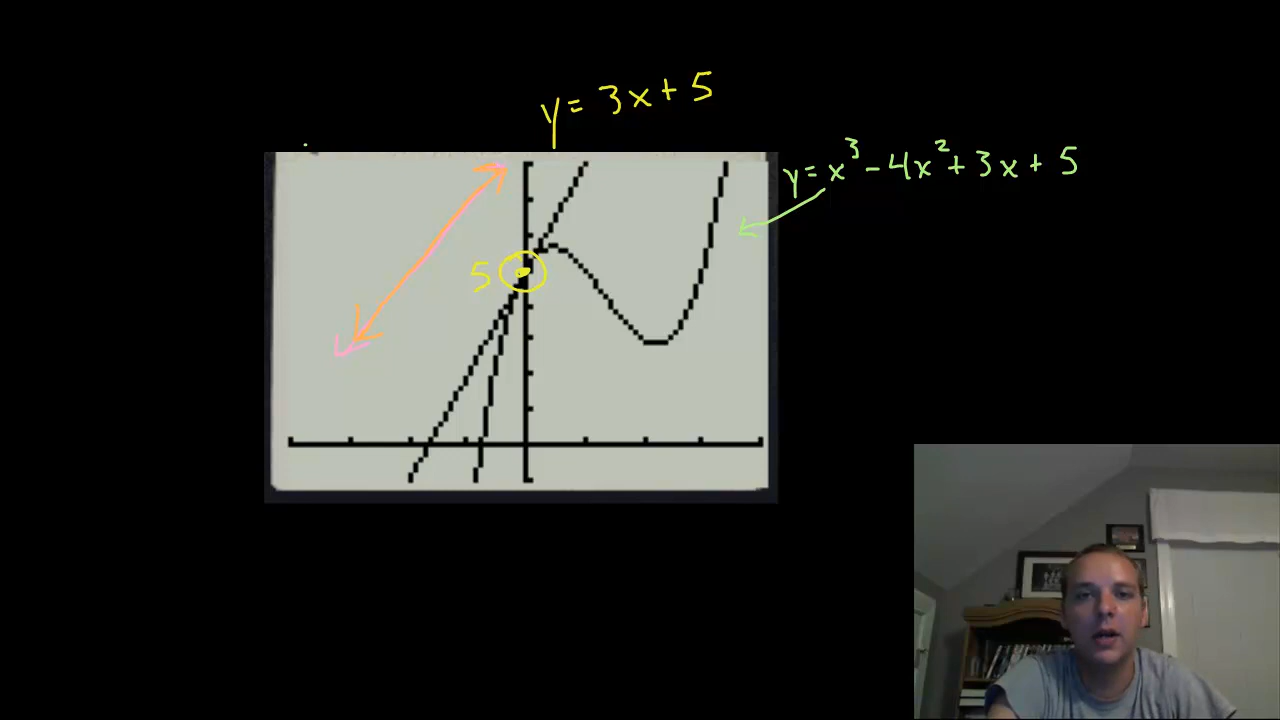 y = 3x + 5
y = x³ - 4x² + 3x + 5
5